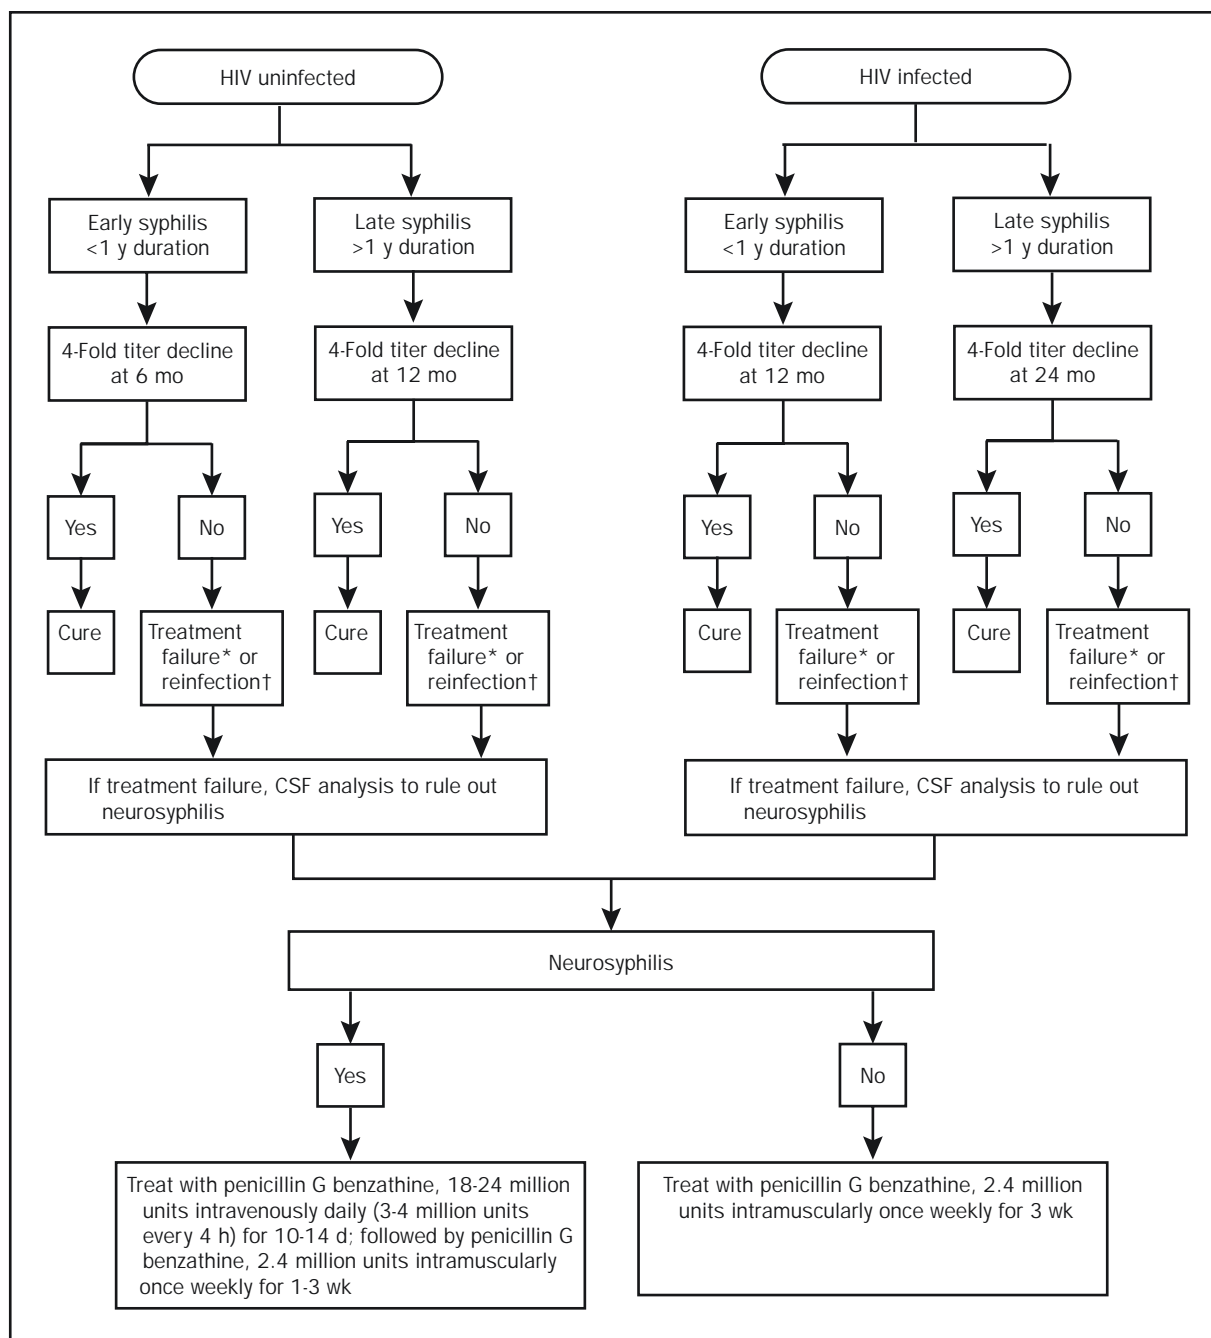 HIV uninfected
HIV infected
Early syphilis
<1 y duration
Late syphilis
>1 y duration
Early syphilis
<1 y duration
Late syphilis
>1 y duration
4-Fold titer decline
at 6 mo
4-Fold titer decline
at 12 mo
4-Fold titer decline
at 12 mo
4-Fold titer decline
at 24 mo
Yes
No
Yes
No
Yes
No
Yes
No
Cure
Treatment
failure* or
reinfection†
Cure
Treatment
failure* or
reinfection†
Cure
Treatment
failure* or
reinfection†
Cure
Treatment
failure* or
reinfection†
If treatment failure, CSF analysis to rule out
neurosyphilis
If treatment failure, CSF analysis to rule out
neurosyphilis
Neurosyphilis
Yes
No
Treat with penicillin G benzathine, 18-24 million
units intravenously daily (3-4 million units
every 4 h) for 10-14 d; followed by penicillin G
benzathine, 2.4 million units intramuscularly
once weekly for 1-3 wk
Treat with penicillin G benzathine, 2.4 million
units intramuscularly once weekly for 3 wk